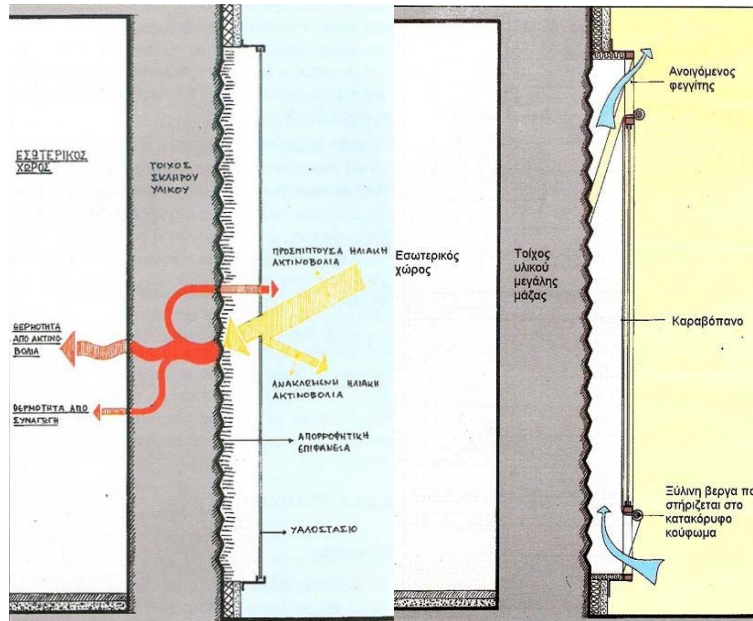 ΕΣΩΤΕΡΙΚΟΣ
ΧΩΡΟΣ
ΤΟΙΧΟΣ
ΣΚΛΗΡΟΥ
ΥΛΙΚΟΥ
ΠΡΟΣΠΙΠΤΟΥΣΑ ΗΛΙΑΚΗ
ΑΚΤΙΝΟΒΟΛΙΑ
ΘΕΡΜΟΤΗΤΑ
ΑΠΟ ΑΚΤΙΝΟ-
ΒΟΛΙΑ
ΑΝΑΚΛΩΜΕΝΗ ΗΛΙΑΚΗ
ΑΚΤΙΝΟΒΟΛΙΑ
ΘΕΡΜΟΤΗΤΑ ΑΠΟ
ΣΥΝΑΓΩΓΗ
ΑΠΟΡΡΟΦΗΤΙΚΗ
ΕΠΙΦΑΝΕΙΑ
ΥΑΛΟΣΤΑΣΙΟ
Ανοιγόμενος
φεγγίτης
Εσωτερικός
χώρος
Τοίχος
υλικού
μεγάλης
μάζας
Καραβόπανο
Ξύλινη βεργα πο
στήριζεται στο
κατακόρυφο
κούφωμα